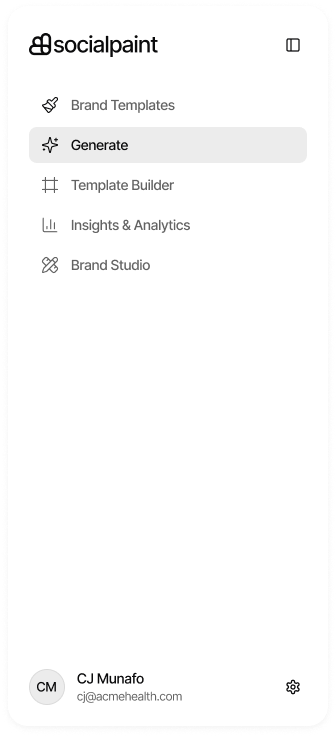 socialpaint
Brand Templates
Generate
Template Builder
Insights & Analytics
Brand Studio
CM
CJ Munafo
cj@acmehealth.com